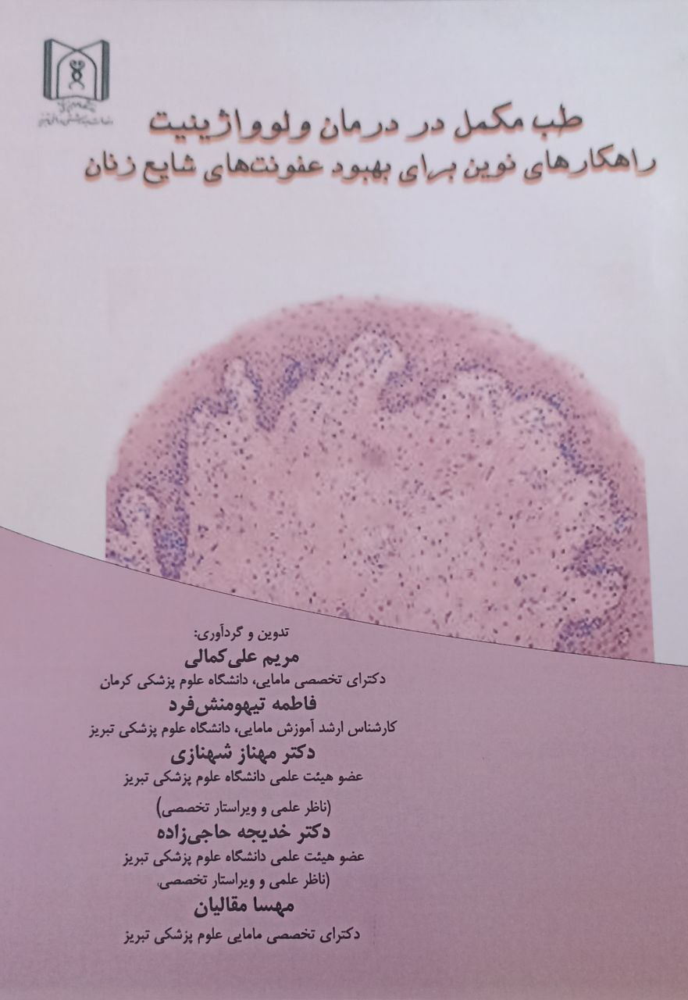 طب مکمل در درمان ولوواژینیت
راهکارهای نوین برای بهبود عفونت‌های شایع زنان
تدوین و گردآوری:
مریم علی‌کمالی
دکترای تخصصی مامایی، دانشگاه علوم پزشکی کرمان
فاطمه تیهومنش‌فرد
کارشناس ارشد آموزش مامایی، دانشگاه علوم پزشکی تبریز
دکتر مهناز شهنازی
عضو هیئت علمی دانشگاه علوم پزشکی تبریز
(ناظر علمی و ویراستار تخصصی)
دکتر خدیجه حاجی‌زاده
عضو هیئت علمی دانشگاه علوم پزشکی تبریز
(ناظر علمی و ویراستار تخصصی
مهسا مقالیان
دکترای تخصصی مامایی علوم پزشکی تبریز